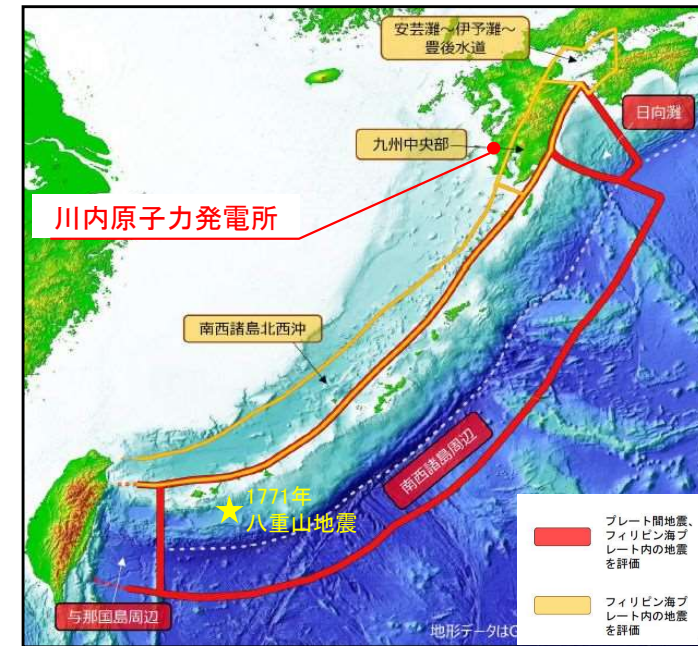 安芸灘～伊予灘～
豊後水道
日向灘
九州中央部
川内原子力発電所
南西諸島北西沖
南西諸島周辺
1771年
八重山地震
与那国島周辺
プレート間地震、
フィリピン海プ
レート内の地震
を評価
フィリピン海プ
レート内の地震
を評価
地形データはG